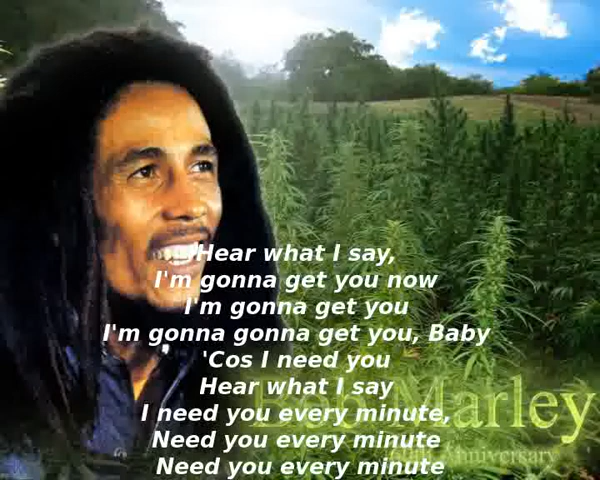 Hear what I say,
I'm gonna get you now
I'm gonna get you
I'm gonna gonna get you, Baby
'Cos I need you
Hear what I say
I need you every minute,
Bob Marley
Need you every minute
Anniversary
Need you every minute